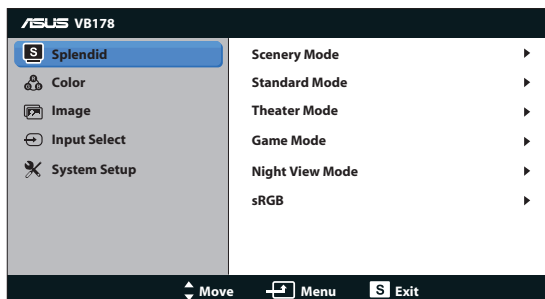 ASUS VB178
S Splendid
Color
Image
Input Select
System Setup
Scenery Mode
Standard Mode
Theater Mode
Game Mode
Night View Mode
sRGB
Move Menu S Exit